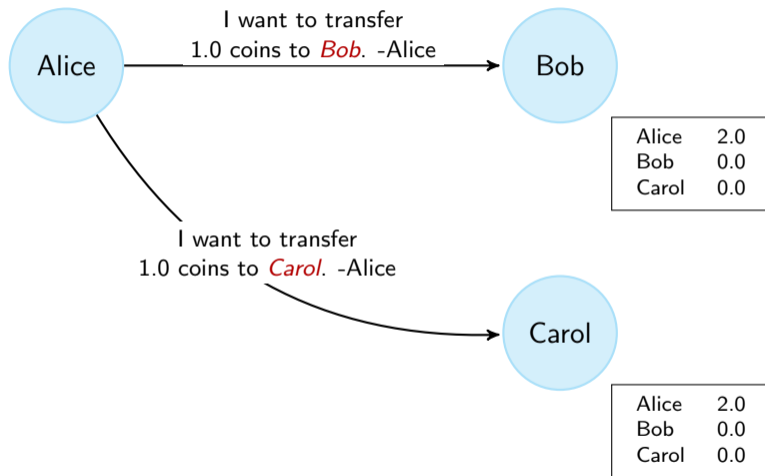 I want to transfer
1.0 coins to Bob. -Alice
Alice
Bob
Alice 2.0
Bob 0.0
Carol 0.0
I want to transfer
1.0 coins to Carol. -Alice
Carol
Alice 2.0
Bob 0.0
Carol 0.0